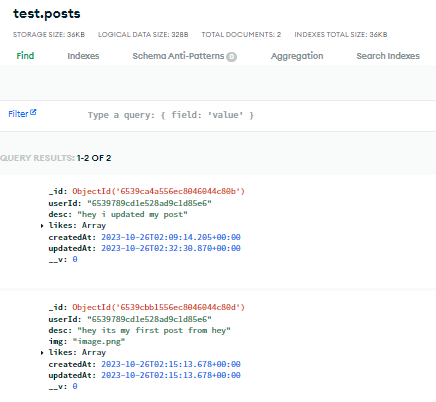 test.posts
STORAGE SIZE: 36KB LOGICAL DATA SIZE: 328B TOTAL DOCUMENTS: 2 INDEXES TOTAL SIZE: 36KB
Find Indexes Schema Anti-Patterns 0 Aggregation Search Indexes
Filter Type a query: { field: 'value' }
QUERY RESULTS: 1-2 OF 2
_id: ObjectId('6539ca4a556ec8046044c80b')
userId: "6539789cd1e528ad9c1d85e6"
desc: "hey i updated my post"
likes: Array
createdAt: 2023-10-26T02:09:14.205+00:00
updatedAt: 2023-10-26T02:32:30.870+00:00
__v: 0
_id: ObjectId('6539cbb1556ec8046044c80d')
userId: "6539789cd1e528ad9c1d85e6"
desc: "hey its my first post from hey"
img: "image.png"
likes: Array
createdAt: 2023-10-26T02:15:13.678+00:00
updatedAt: 2023-10-26T02:15:13.678+00:00
__v: 0